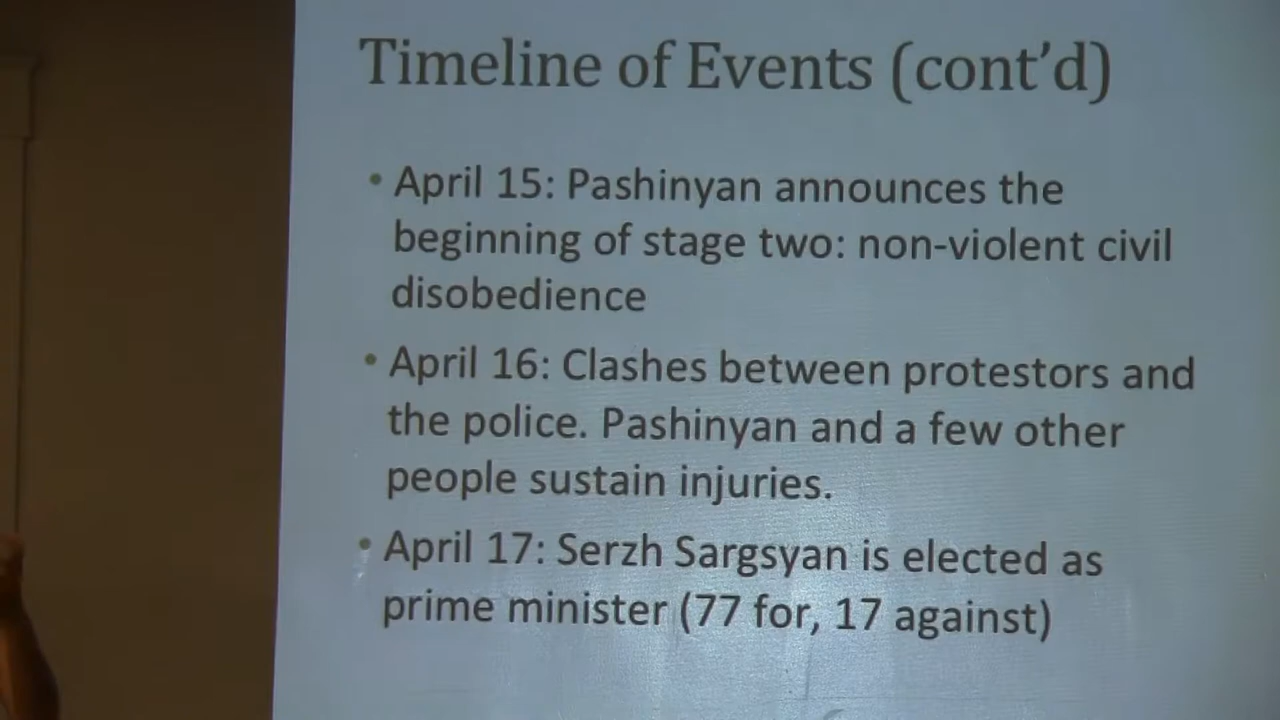 Timeline of Events (cont'd)
• April 15: Pashinyan announces the
beginning of stage two: non-violent civil
disobedience
• April 16: Clashes between protestors and
the police. Pashinyan and a few other
people sustain injuries.
• April 17: Serzh Sargsyan is elected as
prime minister (77 for, 17 against)